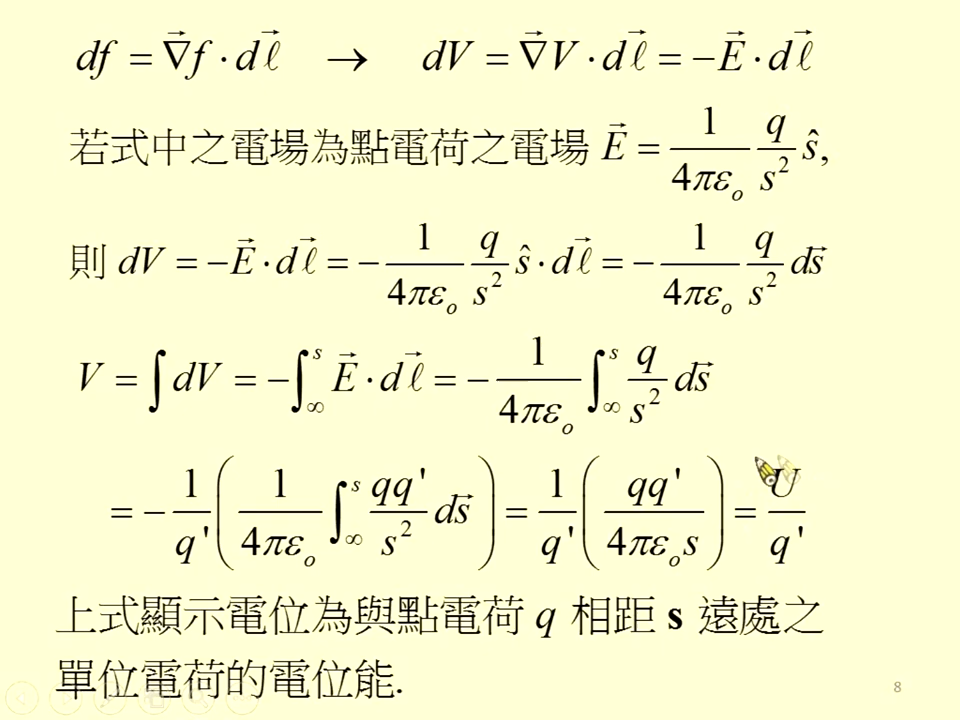 df = ∇⃗f · dℓ⃗ → dV = ∇⃗V · dℓ⃗ = −E⃗ · dℓ⃗
若式中之電場為點電荷之電場 E⃗ = 1/(4πε_o) q/s² ŝ,
則 dV = −E⃗ · dℓ⃗ = − 1/(4πε_o) q/s² ŝ · dℓ⃗ = − 1/(4πε_o) q/s² ds⃗
V = ∫ dV = −∫_∞^s E⃗ · dℓ⃗ = − 1/(4πε_o) ∫_∞^s q/s² ds⃗
= − 1/q' ( 1/(4πε_o) ∫_∞^s qq'/s² ds⃗ ) = 1/q' ( qq'/(4πε_o s) ) = U/q'
上式顯示電位為與點電荷 q 相距 s 遠處之
單位電荷的電位能.
8